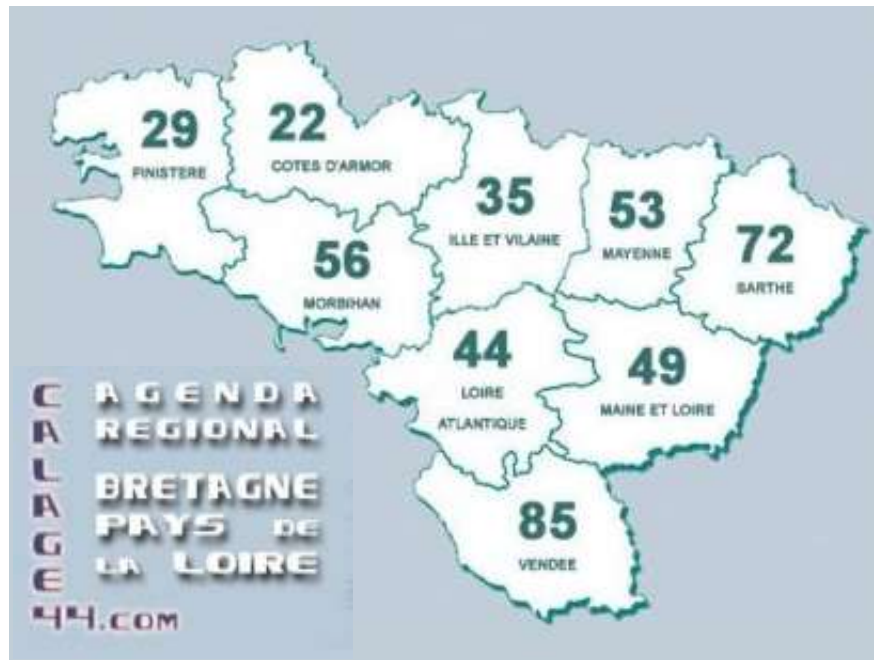 29
FINISTERE
22
COTES D'ARMOR
35
ILLE ET VILAINE
53
MAYENNE
72
SARTHE
56
MORBIHAN
44
LOIRE
ATLANTIQUE
49
MAINE ET LOIRE
85
VENDEE
CALAGE
44.COM
AGENDA
REGIONAL
BRETAGNE
PAYS DE
LA LOIRE